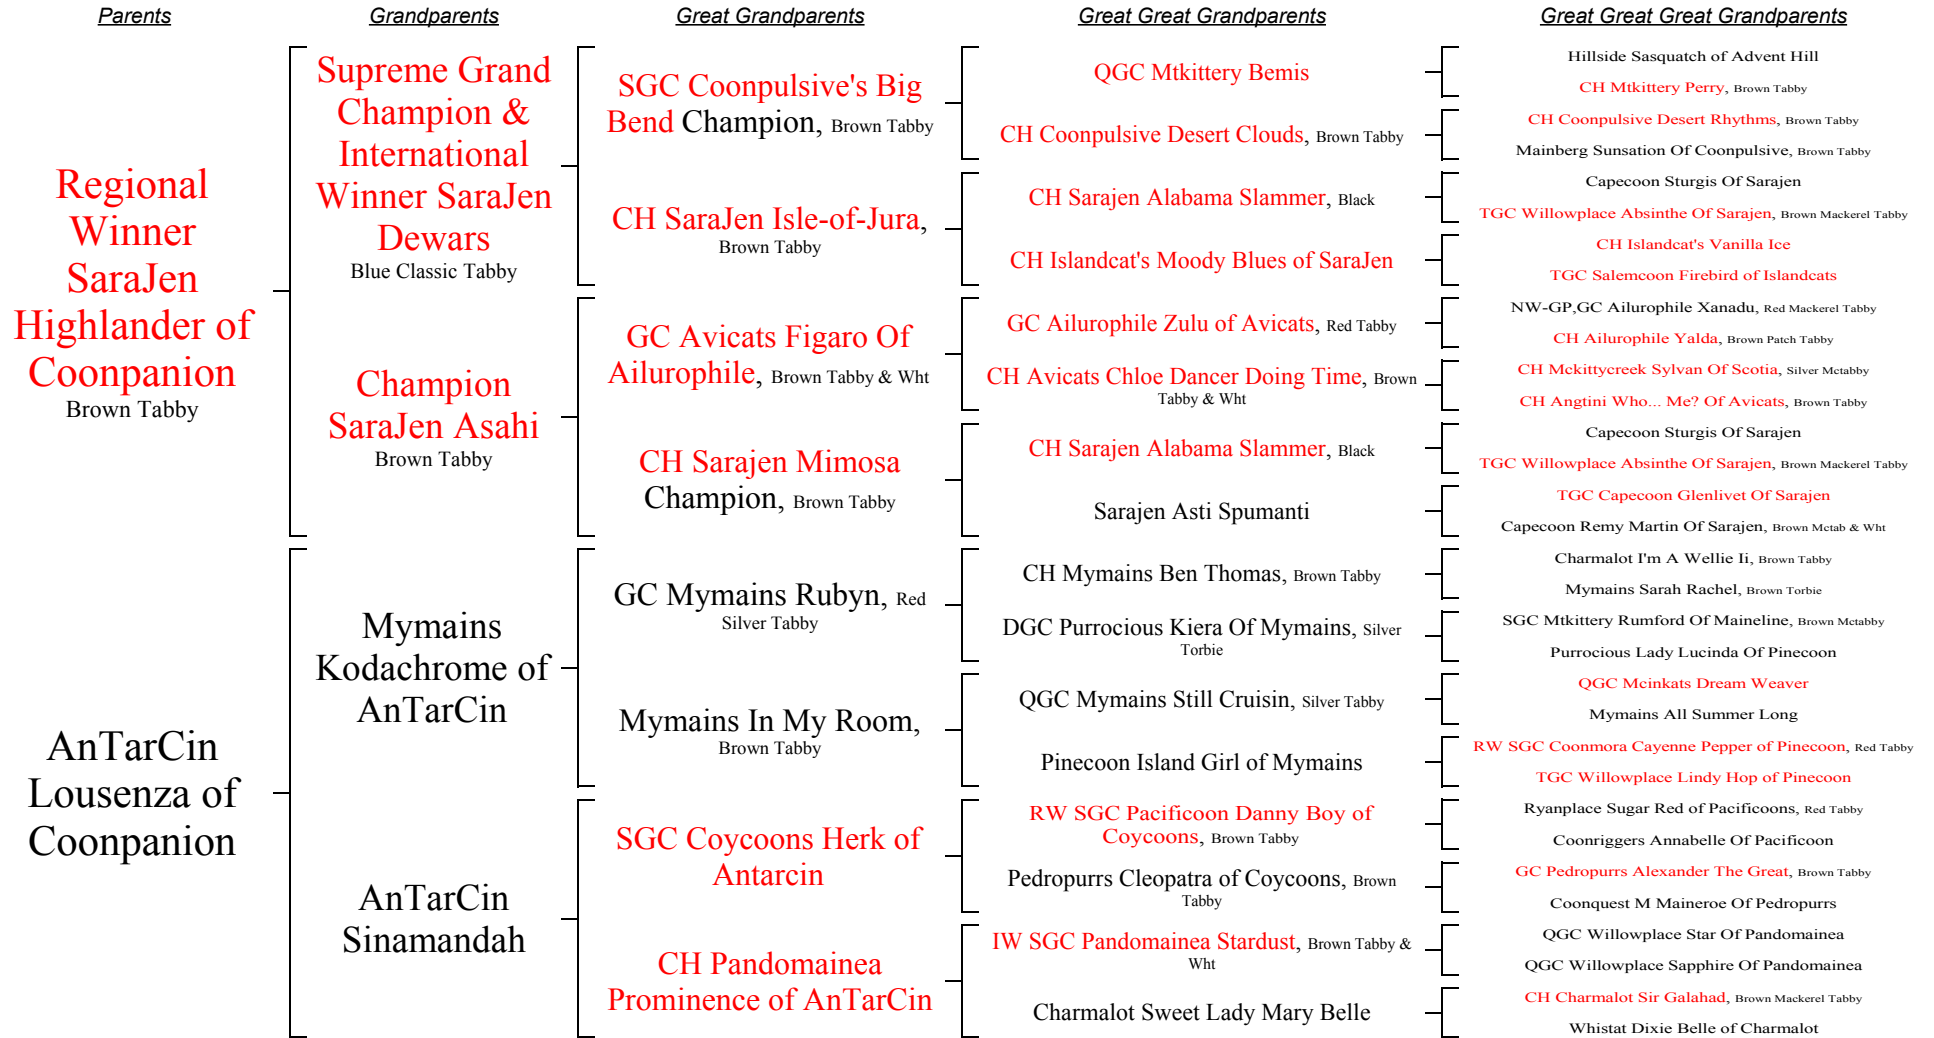 Parents
Grandparents
Great Grandparents
Great Great Grandparents
Great Great Great Grandparents
Regional
Winner
SaraJen
Highlander of
Coonpanion
Brown Tabby
AnTarCin
Lousenza of
Coonpanion
Supreme Grand
Champion &
International
Winner SaraJen
Dewars
Blue Classic Tabby
Champion
SaraJen Asahi
Brown Tabby
Mymains
Kodachrome of
AnTarCin
AnTarCin
Sinamandah
SGC Coonpulsive's Big
Bend Champion, Brown Tabby
CH SaraJen Isle-of-Jura,
Brown Tabby
GC Avicats Figaro Of
Ailurophile, Brown Tabby & Wht
CH Sarajen Mimosa
Champion, Brown Tabby
GC Mymains Rubyn, Red
Silver Tabby
Mymains In My Room,
Brown Tabby
SGC Coycoons Herk of
Antarcin
CH Pandomainea
Prominence of AnTarCin
QGC Mtkittery Bemis
CH Coonpulsive Desert Clouds, Brown Tabby
CH Sarajen Alabama Slammer, Black
CH Islandcat's Moody Blues of SaraJen
GC Ailurophile Zulu of Avicats, Red Tabby
CH Avicats Chloe Dancer Doing Time, Brown
Tabby & Wht
CH Sarajen Alabama Slammer, Black
Sarajen Asti Spumanti
CH Mymains Ben Thomas, Brown Tabby
DGC Purrocious Kiera Of Mymains, Silver
Torbie
QGC Mymains Still Cruisin, Silver Tabby
Pinecoon Island Girl of Mymains
RW SGC Pacificoon Danny Boy of
Coycoons, Brown Tabby
Pedropurrs Cleopatra of Coycoons, Brown
Tabby
IW SGC Pandomainea Stardust, Brown Tabby &
Wht
Charmalot Sweet Lady Mary Belle
Hillside Sasquatch of Advent Hill
CH Mtkittery Perry, Brown Tabby
CH Coonpulsive Desert Rhythms, Brown Tabby
Mainberg Sunsation Of Coonpulsive, Brown Tabby
Capecoon Sturgis Of Sarajen
TGC Willowplace Absinthe Of Sarajen, Brown Mackerel Tabby
CH Islandcat's Vanilla Ice
TGC Salemcoon Firebird of Islandcats
NW-GP,GC Ailurophile Xanadu, Red Mackerel Tabby
CH Ailurophile Yalda, Brown Patch Tabby
CH Mckittycreek Sylvan Of Scotia, Silver Mctabby
CH Angtini Who... Me? Of Avicats, Brown Tabby
Capecoon Sturgis Of Sarajen
TGC Willowplace Absinthe Of Sarajen, Brown Mackerel Tabby
TGC Capecoon Glenlivet Of Sarajen
Capecoon Remy Martin Of Sarajen, Brown Mctab & Wht
Charmalot I'm A Wellie Ii, Brown Tabby
Mymains Sarah Rachel, Brown Torbie
SGC Mtkittery Rumford Of Maineline, Brown Mctabby
Purrocious Lady Lucinda Of Pinecoon
QGC Mcinkats Dream Weaver
Mymains All Summer Long
RW SGC Coonmora Cayenne Pepper of Pinecoon, Red Tabby
TGC Willowplace Lindy Hop of Pinecoon
Ryanplace Sugar Red of Pacificoons, Red Tabby
Coonriggers Annabelle Of Pacificoon
GC Pedropurrs Alexander The Great, Brown Tabby
Coonquest M Maineroe Of Pedropurrs
QGC Willowplace Star Of Pandomainea
QGC Willowplace Sapphire Of Pandomainea
CH Charmalot Sir Galahad, Brown Mackerel Tabby
Whistat Dixie Belle of Charmalot